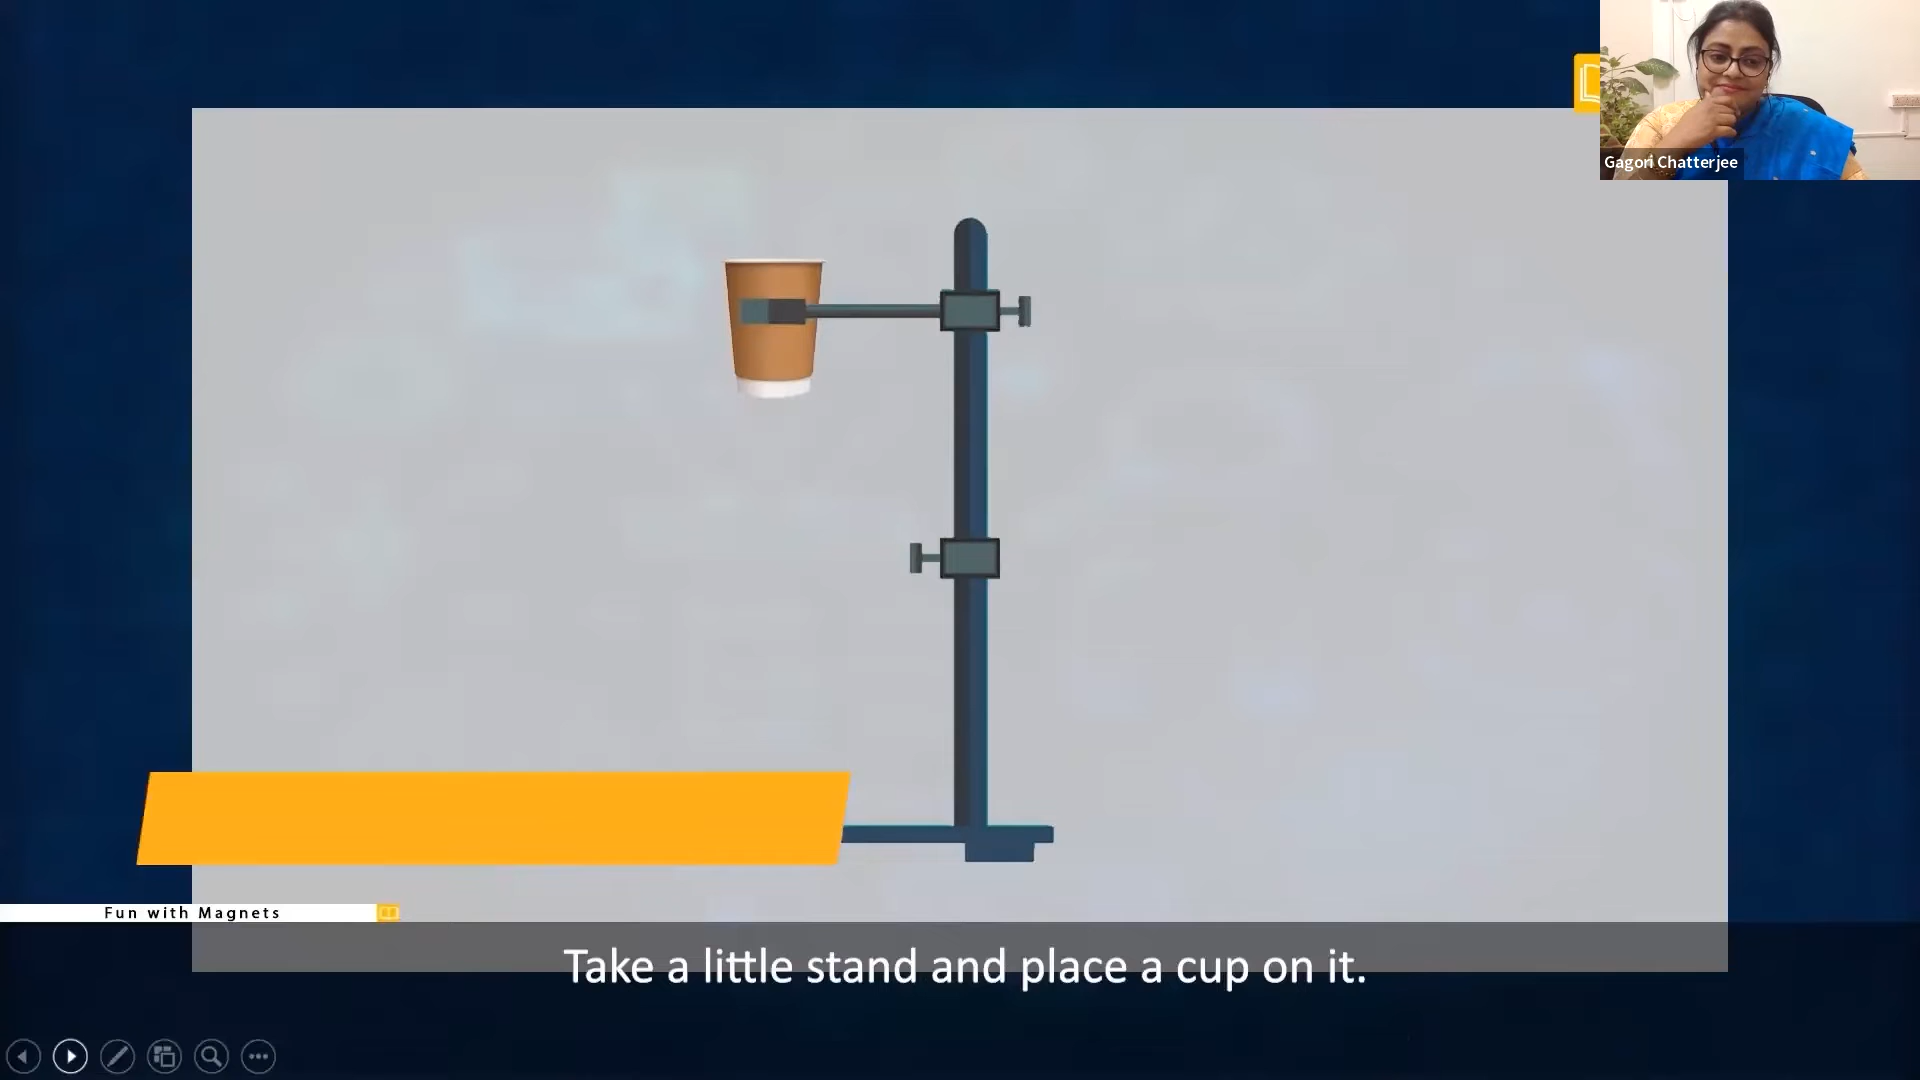 Gagori Chatterjee
Fun with Magnets
Take a little stand and place a cup on it.